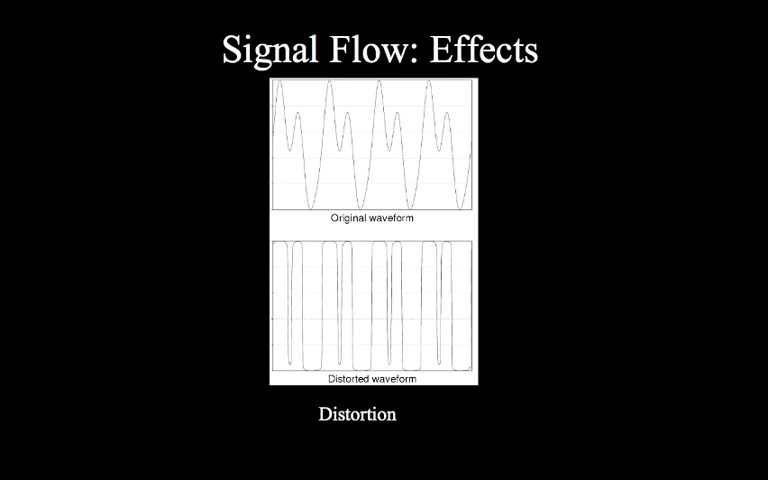 Signal Flow: Effects
Original waveform
Distorted waveform
Distortion